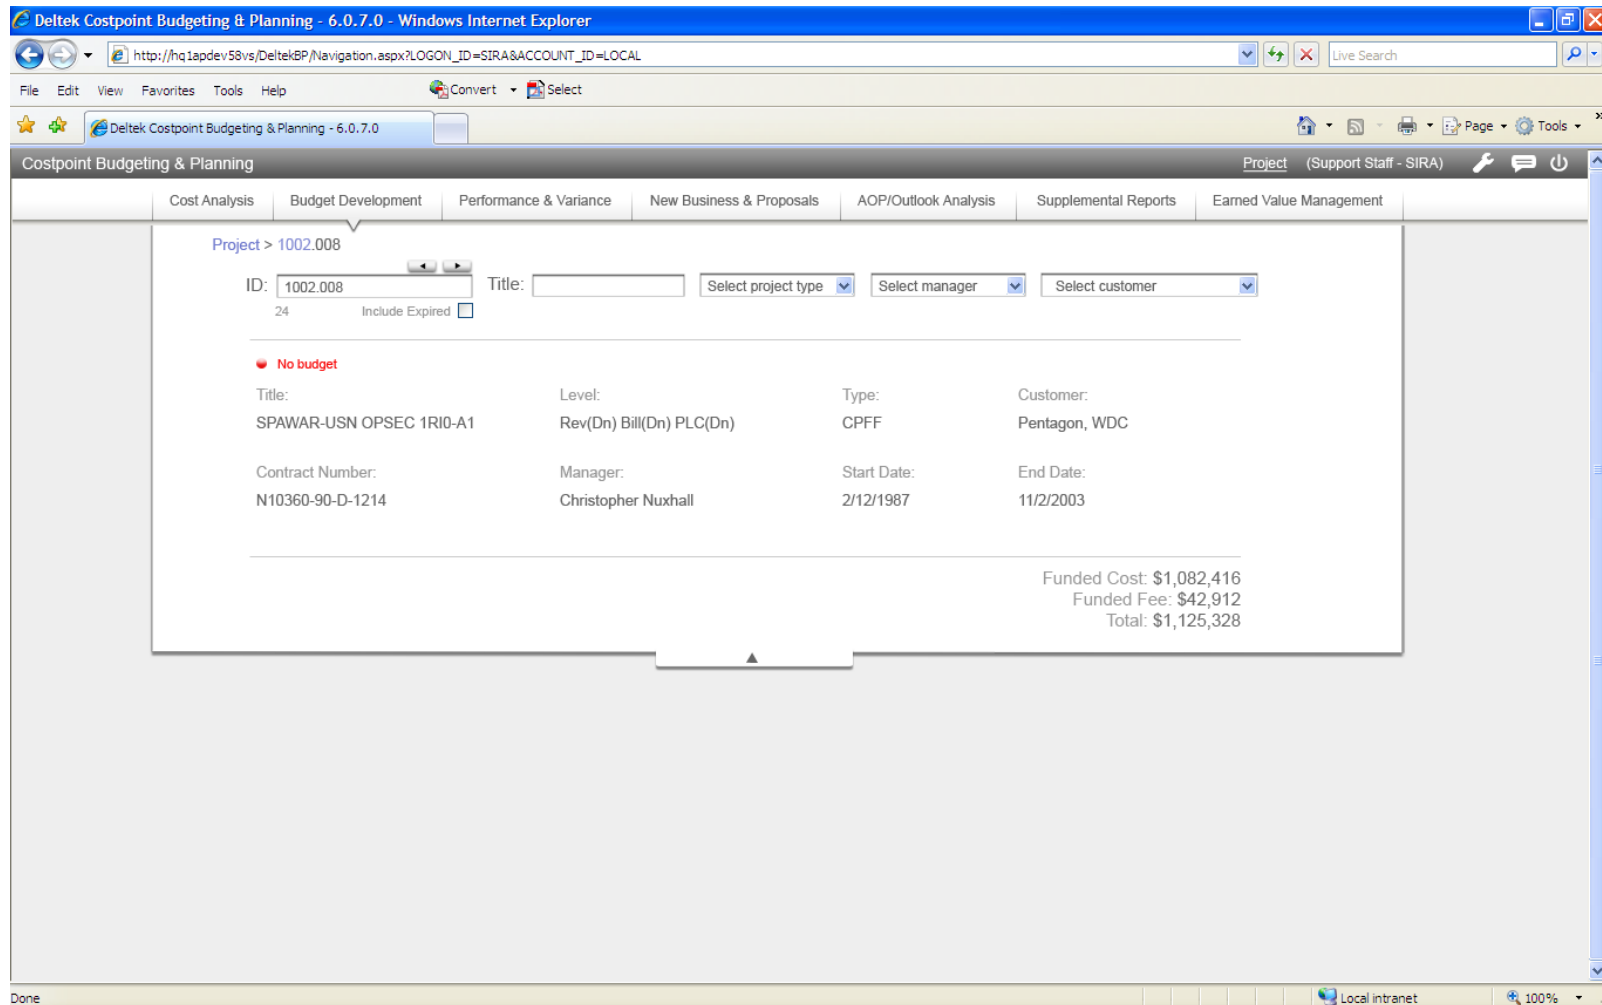 Deltek Costpoint Budgeting & Planning - 6.0.7.0 - Windows Internet Explorer
http://hq1apdev58vs/DeltekBP/Navigation.aspx?LOGON_ID=SIRA&ACCOUNT_ID=LOCAL
Live Search
File Edit View Favorites Tools Help Convert Select
Deltek Costpoint Budgeting & Planning - 6.0.7.0
Page Tools
Costpoint Budgeting & Planning Project (Support Staff - SIRA)
Cost Analysis Budget Development Performance & Variance New Business & Proposals AOP/Outlook Analysis Supplemental Reports Earned Value Management
Project > 1002.008
ID: 1002.008 Title: Select project type Select manager Select customer
24 Include Expired
No budget
Title: Level: Type: Customer:
SPAWAR-USN OPSEC 1RI0-A1 Rev(Dn) Bill(Dn) PLC(Dn) CPFF Pentagon, WDC
Contract Number: Manager: Start Date: End Date:
N10360-90-D-1214 Christopher Nuxhall 2/12/1987 11/2/2003
Funded Cost: $1,082,416
Funded Fee: $42,912
Total: $1,125,328
Done Local intranet 100%